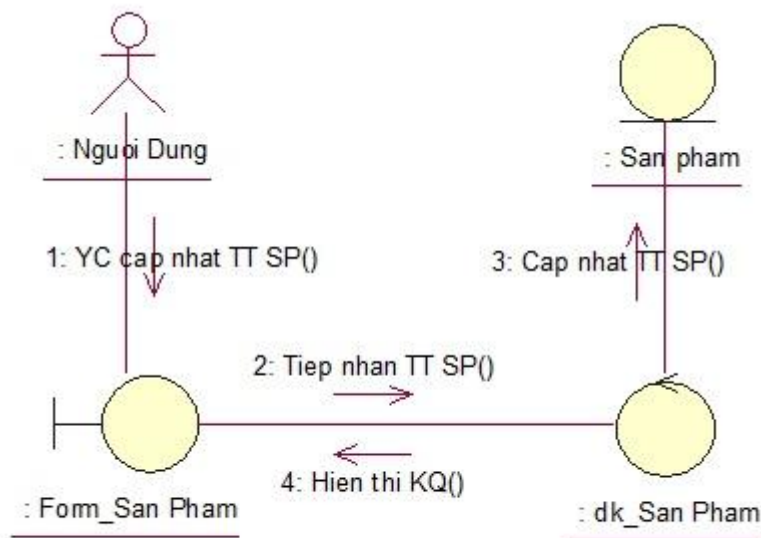 : Nguoi Dung
: San pham
1: YC cap nhat TT SP()
3: Cap nhat TT SP()
2: Tiep nhan TT SP()
4: Hien thi KQ()
: Form_San Pham
: dk_San Pham